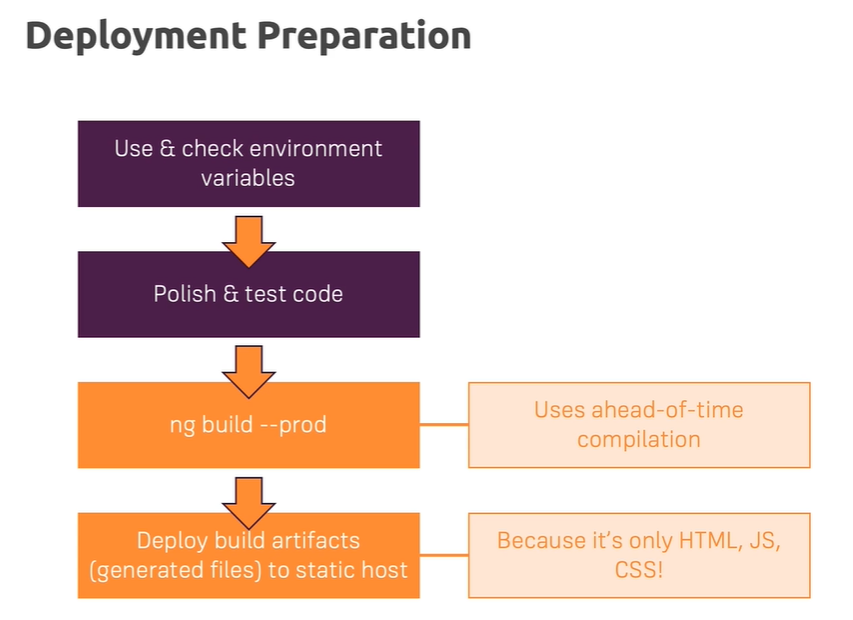 Deployment Preparation
Use & check environment
variables
Polish & test code
ng build --prod
Uses ahead-of-time
compilation
Deploy build artifacts
(generated files) to static host
Because it's only HTML, JS,
CSS!